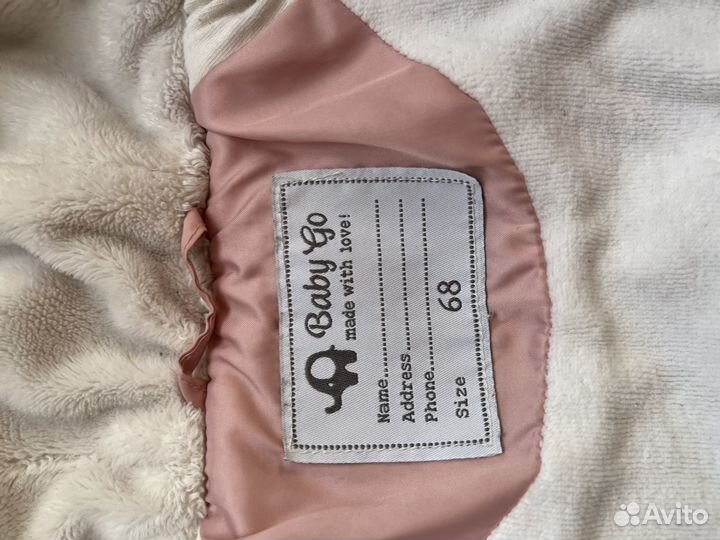 Baby Go
made with love!
Name......................
Address...................
Phone.....................
Size 68
Avito